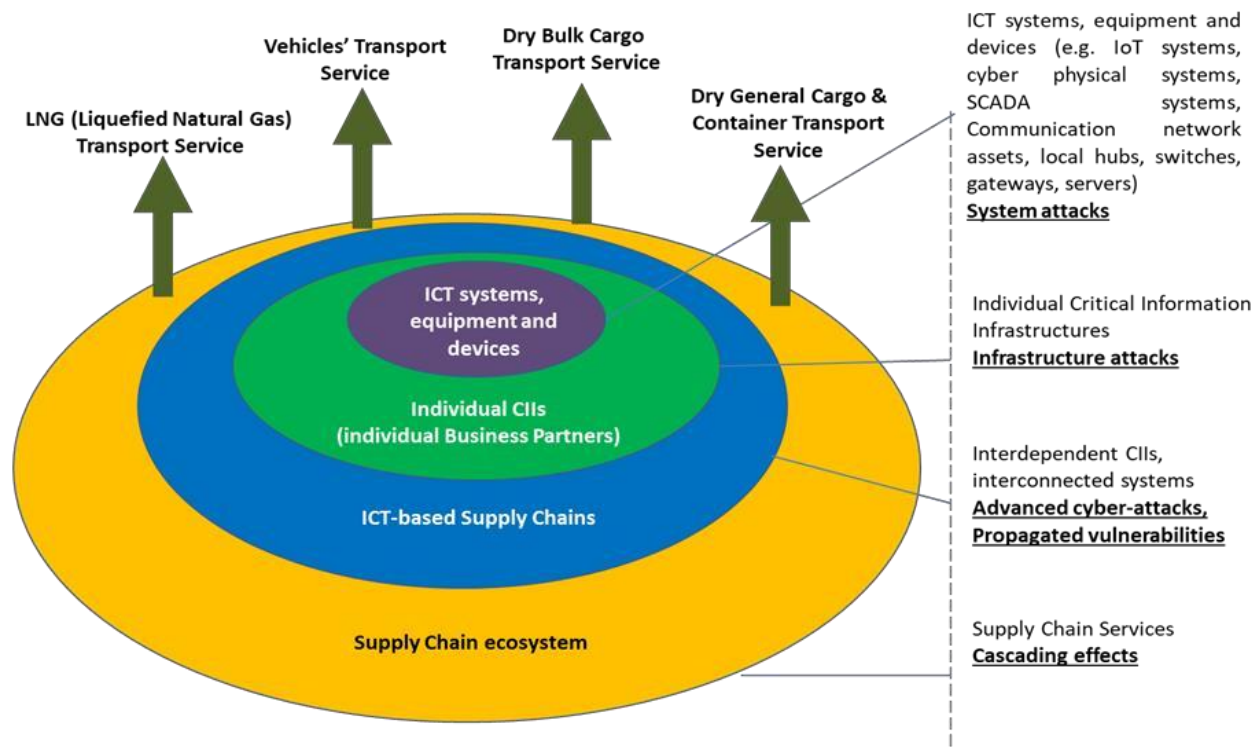 LNG (Liquefied Natural Gas)
Transport Service
Vehicles’ Transport
Service
Dry Bulk Cargo
Transport Service
Dry General Cargo &
Container Transport
Service
ICT systems,
equipment and
devices
Individual CIIs
(individual Business Partners)
ICT-based Supply Chains
Supply Chain ecosystem
ICT systems, equipment and
devices (e.g. IoT systems,
cyber physical systems,
SCADA systems,
Communication network
assets, local hubs, switches,
gateways, servers)
System attacks
Individual Critical Information
Infrastructures
Infrastructure attacks
Interdependent CIIs,
interconnected systems
Advanced cyber-attacks,
Propagated vulnerabilities
Supply Chain Services
Cascading effects